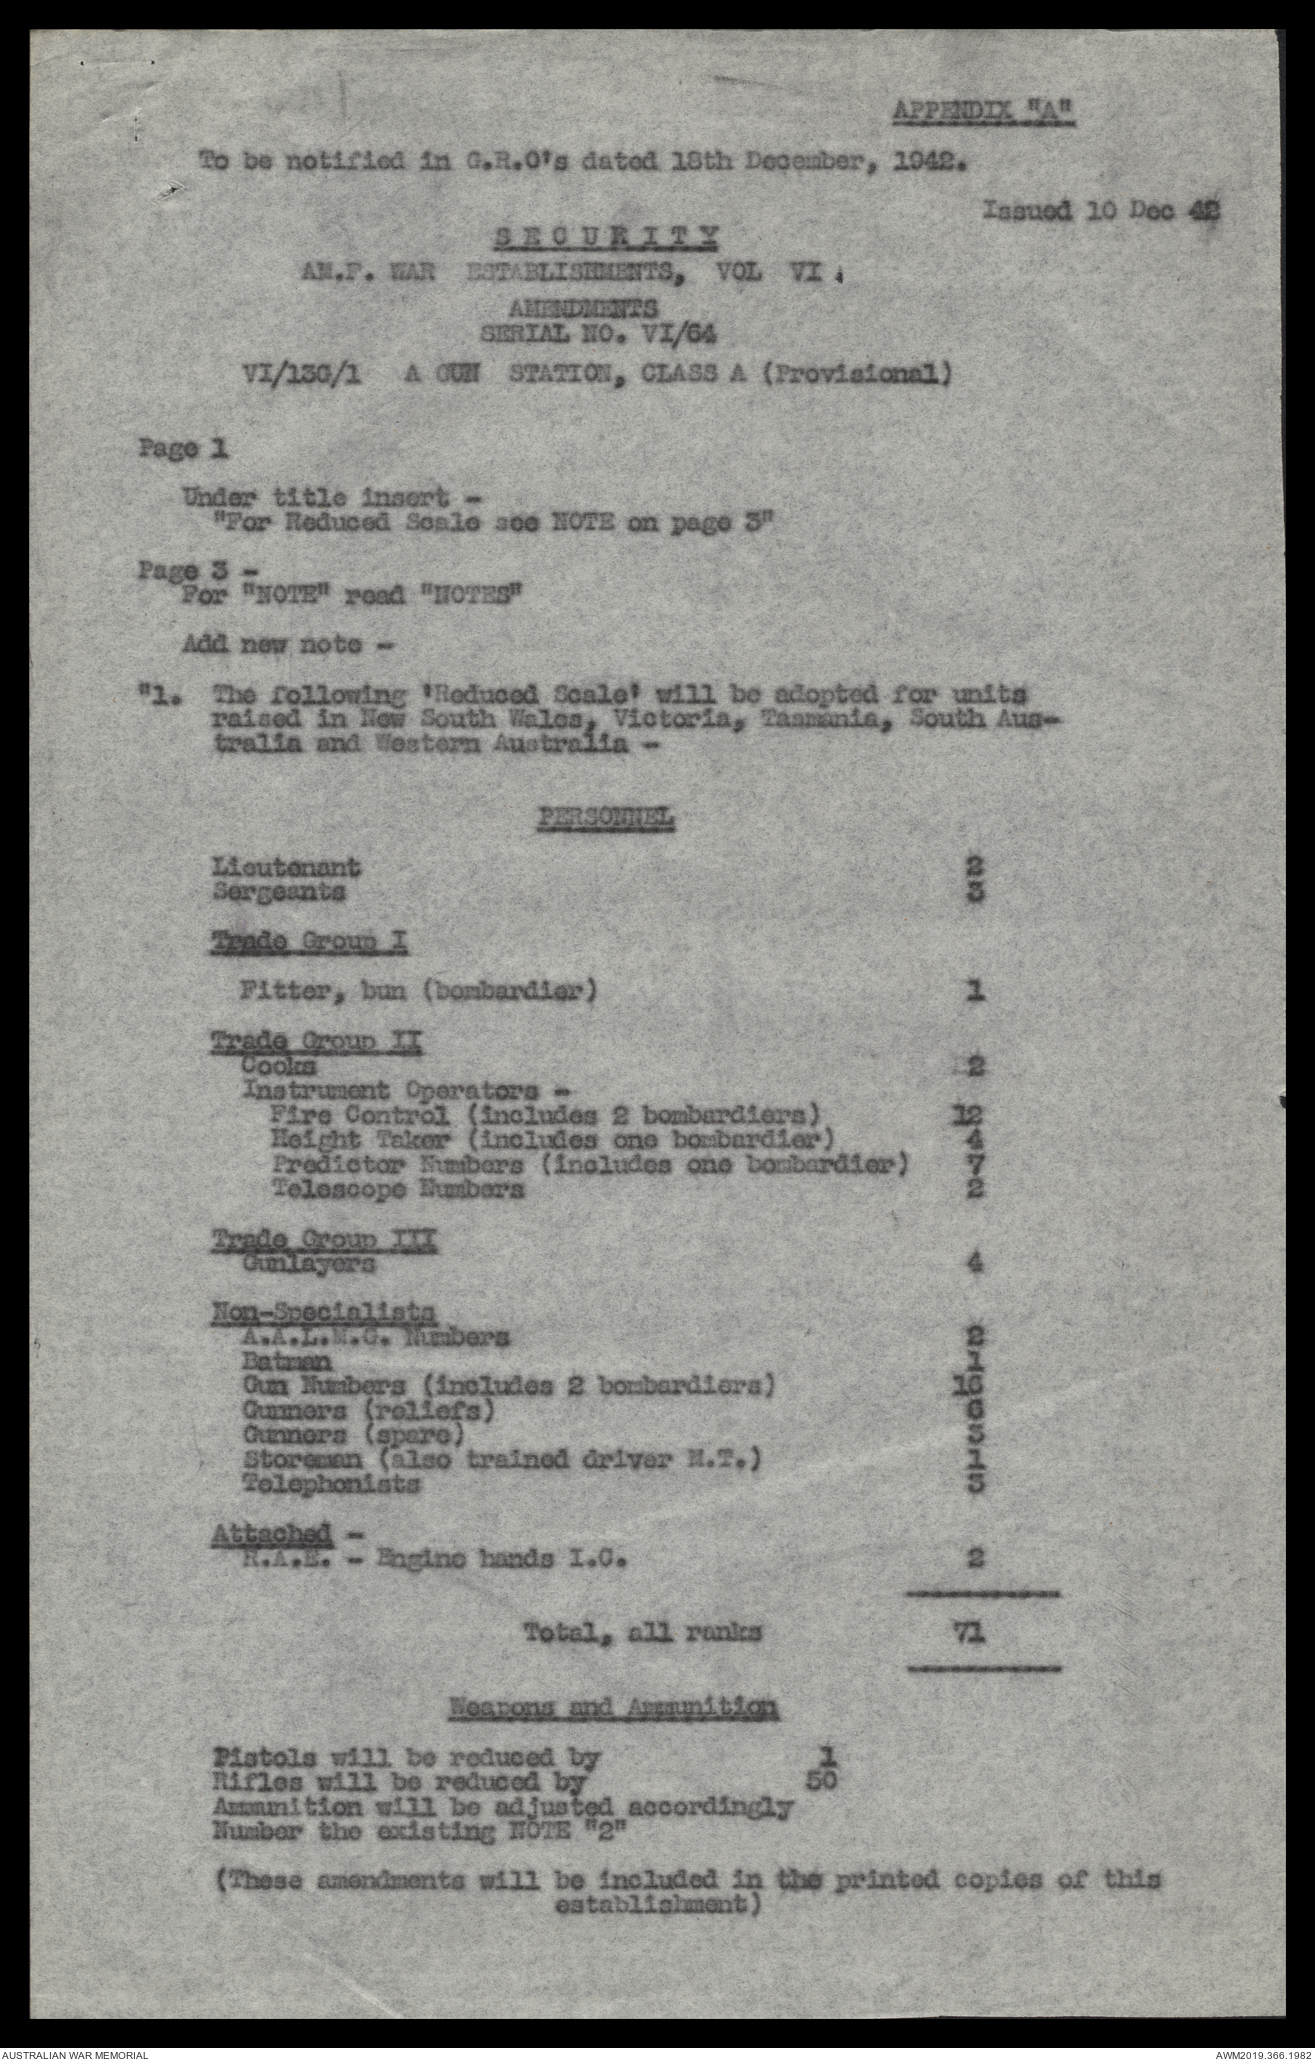 APPENDIX "A"
To be notified in G.R.O's dated 18th December, 1942.
Issued 10 Dec 42
SECURITY
AM.F. WAR ESTABLISHMENTS, VOL VI.
AMENDMENTS
SERIAL NO. VI/64
VI/13G/1 A GUN STATION, CLASS A (Provisional)
Page 1
Under title insert -
"For Reduced Scale see NOTE on page 3"
Page 3 -
For "NOTE" read "NOTES"
Add new note -
"1. The following 'Reduced Scale' will be adopted for units
raised in New South Wales, Victoria, Tasmania, South Aus-
tralia and Western Australia -
PERSONNEL
Lieutenant 2
Sergeants 3
Trade Group I
Fitter, bun (bombardier) 1
Trade Group II
Cooks 2
Instrument Operators -
Fire Control (includes 2 bombardiers) 12
Height Taker (includes one bombardier) 4
Predictor Numbers (includes one bombardier) 7
Telescope Numbers 2
Trade Group III
Gunlayers 4
Non-Specialists
A.A.L.M.G. Numbers 2
Batman 1
Gun Numbers (includes 2 bombardiers) 16
Gunners (reliefs) 6
Gunners (spare) 3
Storeman (also trained driver M.T.) 1
Telephonists 3
Attached -
R.A.E. - Engine hands I.C. 2
Total, all ranks 71
Weapons and Ammunition
Pistols will be reduced by 1
Rifles will be reduced by 50
Ammunition will be adjusted accordingly
Number the existing NOTE "2"
(These amendments will be included in the printed copies of this
establishment)
AUSTRALIAN WAR MEMORIAL
AWM2019.366.1982